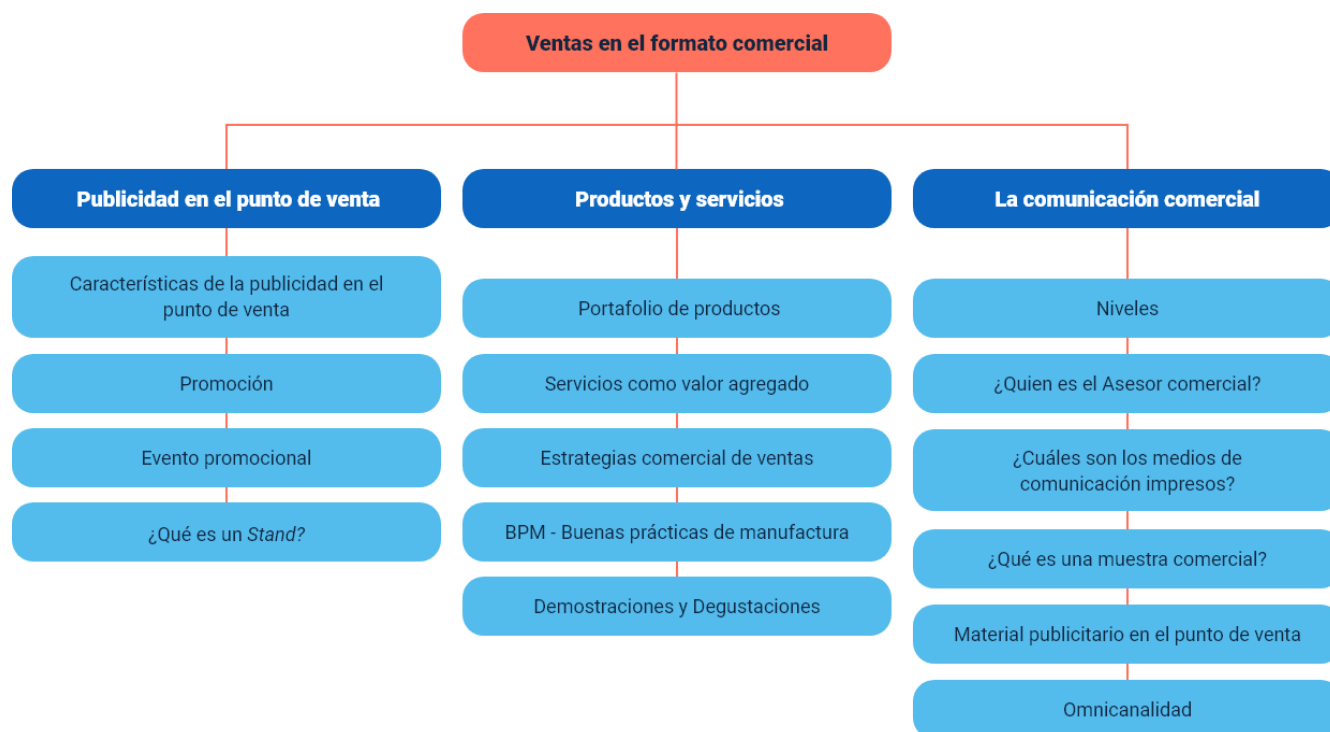 Ventas en el formato comercial
Publicidad en el punto de venta
Características de la publicidad en el
punto de venta
Promoción
Evento promocional
¿Qué es un Stand?
Productos y servicios
Portafolio de productos
Servicios como valor agregado
Estrategias comercial de ventas
BPM - Buenas prácticas de manufactura
Demostraciones y Degustaciones
La comunicación comercial
Niveles
¿Quien es el Asesor comercial?
¿Cuáles son los medios de
comunicación impresos?
¿Qué es una muestra comercial?
Material publicitario en el punto de venta
Omnicanalidad